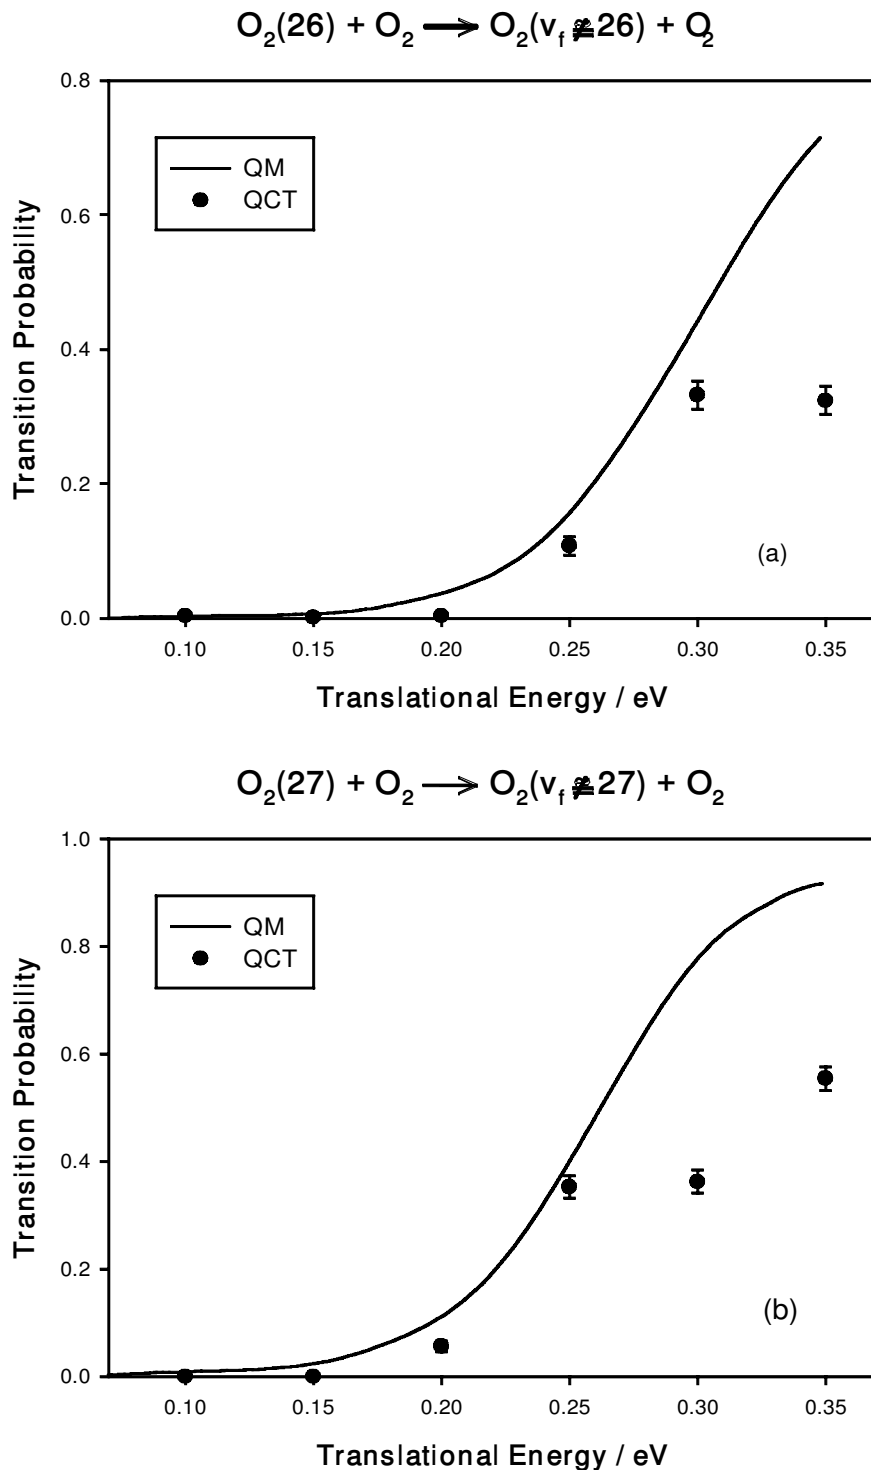 O₂(26) + O₂ ⟶ O₂(v_f ≠ 26) + O₂
0.8
QM
QCT
0.6
Transition Probability
0.4
0.2
(a)
0.0
0.10 0.15 0.20 0.25 0.30 0.35
Translational Energy / eV
O₂(27) + O₂ ⟶ O₂(v_f ≠ 27) + O₂
1.0
QM
QCT
0.8
0.6
Transition Probability
0.4
0.2
(b)
0.0
0.10 0.15 0.20 0.25 0.30 0.35
Translational Energy / eV